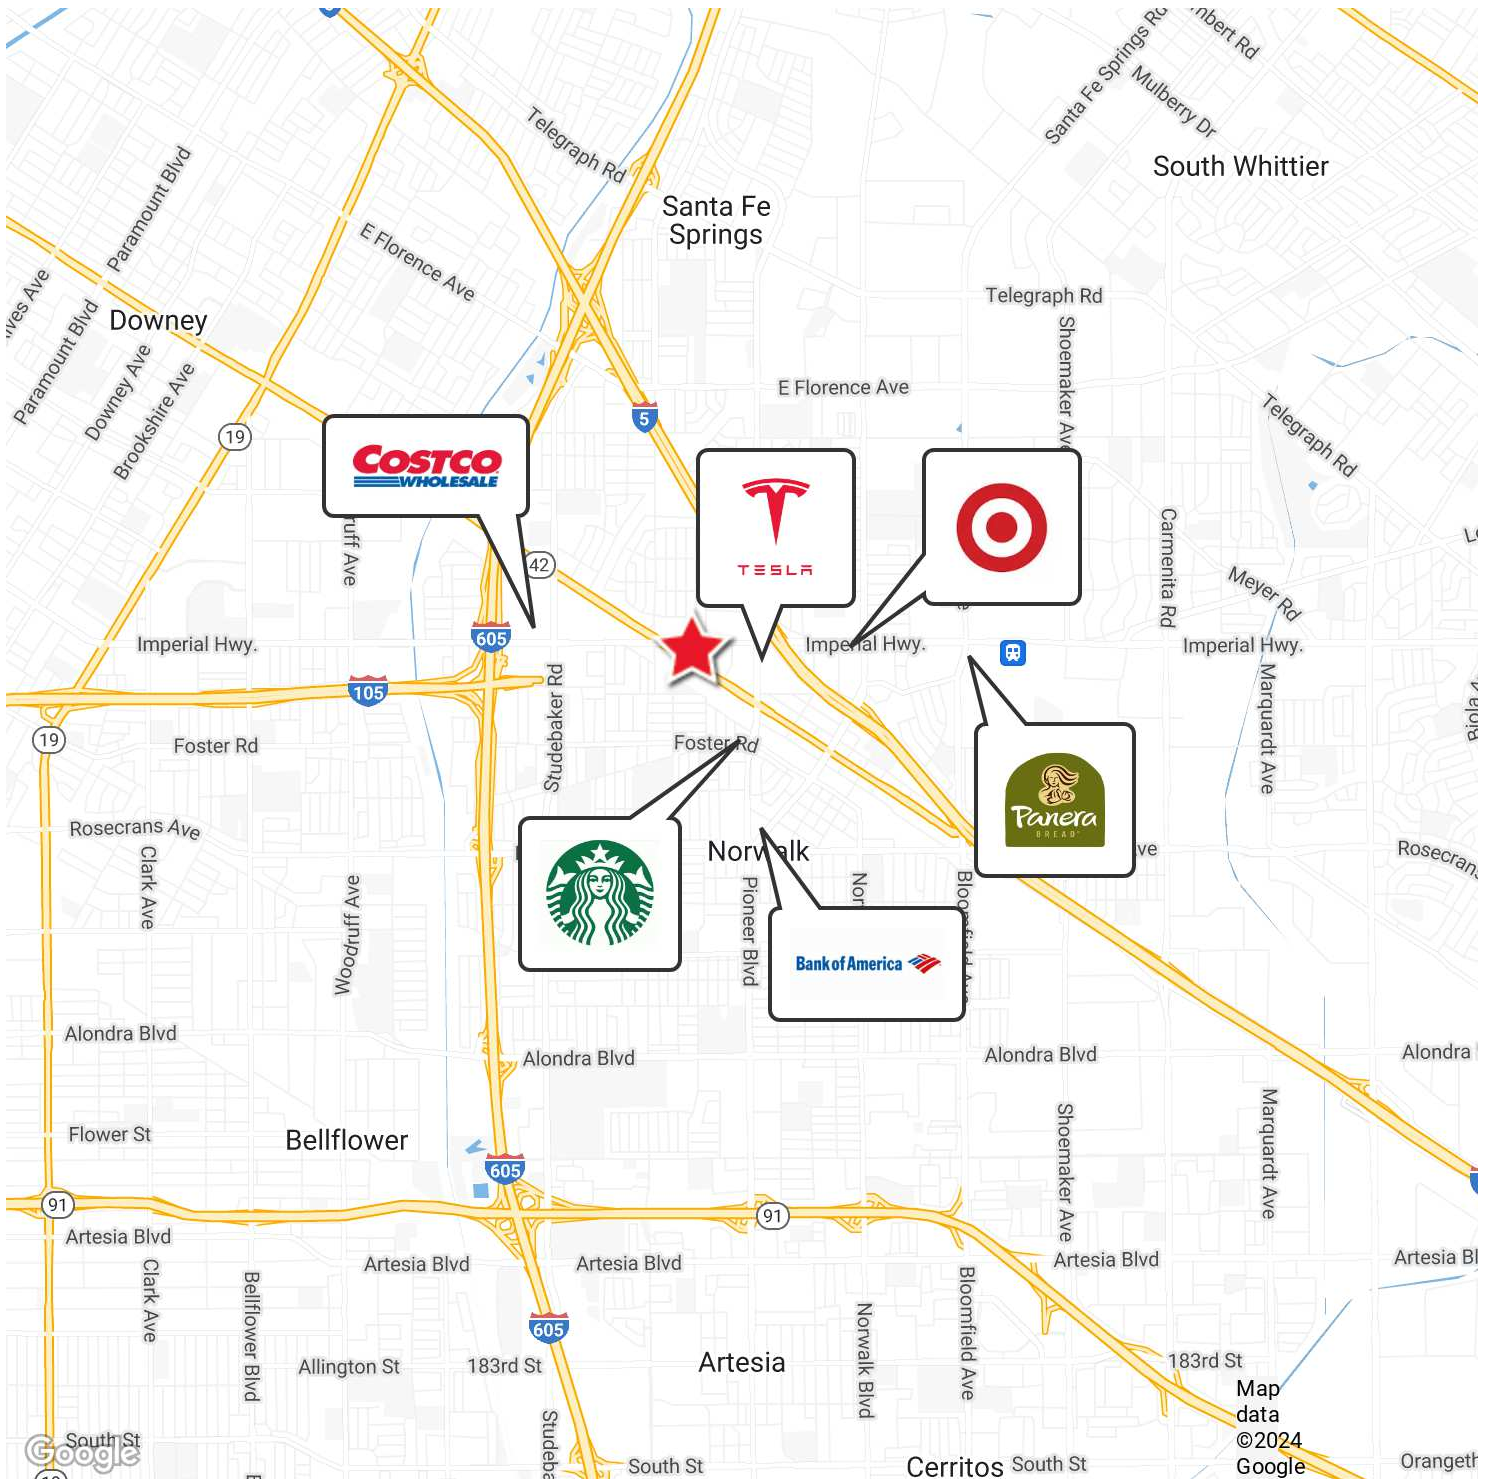 Santa Fe Springs Rd
Mulberry Dr
South Whittier
Telegraph Rd
Paramount Blvd
Santa Fe
Springs
E Florence Ave
Telegraph Rd
Downey
Paramount Blvd
Downey Ave
Brookshire Ave
Shoemaker Ave
E Florence Ave
Telegraph Rd
5
19
COSTCO
WHOLESALE
TESLA
42
Carmenita Rd
Meyer Rd
605
Imperial Hwy.
Imperial Hwy.
Imperial Hwy.
105
Studebaker Rd
Marquardt Ave
19
Foster Rd
Foster Rd
Panera
BREAD
Rosecrans Ave
Norwalk
Rosecrans
Clark Ave
Woodruff Ave
Pioneer Blvd
Bloomfield Ave
Bank of America
Alondra Blvd
Alondra Blvd
Alondra Blvd
Alondra
Flower St
Bellflower
Shoemaker Ave
Marquardt Ave
605
91
91
Artesia Blvd
Artesia Blvd
Artesia Blvd
Artesia Blvd
Artesia Bl
Clark Ave
Bellflower Blvd
605
Norwalk Blvd
Bloomfield Ave
Allington St
183rd St
Artesia
183rd St
Map
data
©2024
Google
South St
Google
South St
Cerritos
South St